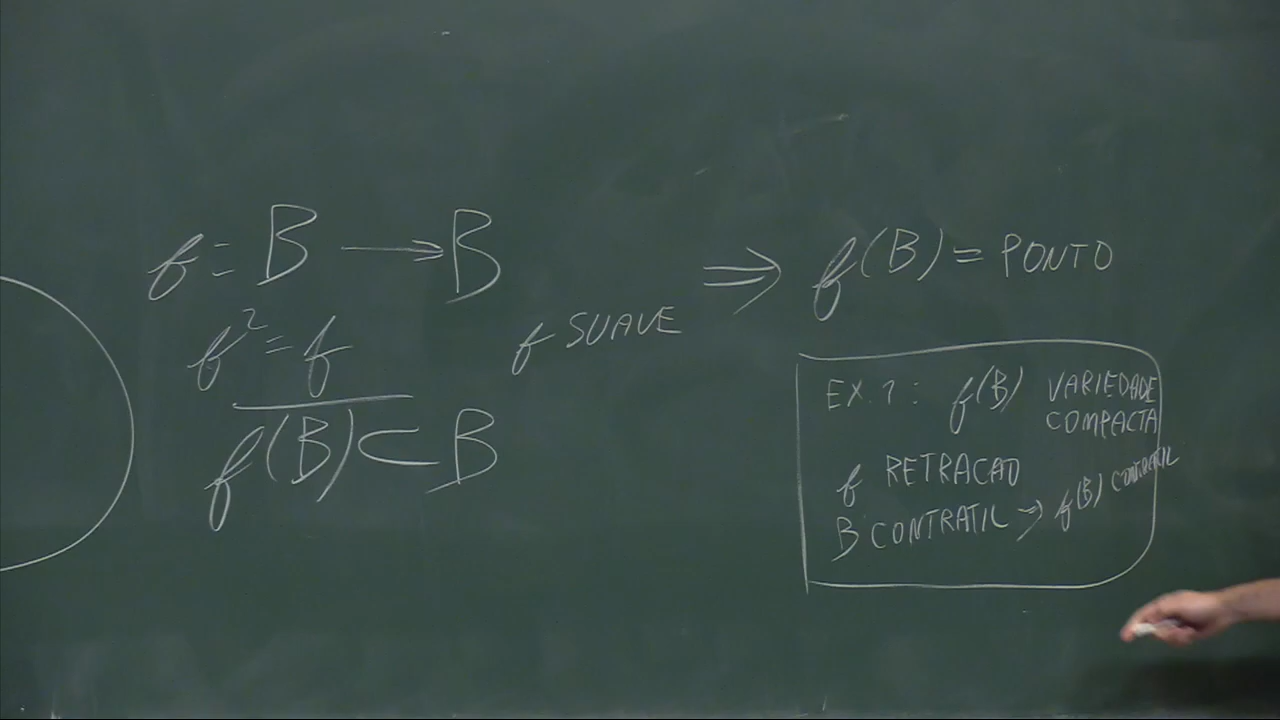 f: B → B
f² = f
f(B) ⊂ B
f SUAVE
⇒ f(B) = PONTO
EX. 1: f(B) VARIEDADE
COMPACTA
f RETRACAO
B CONTRATIL → f(B) CONTRATIL